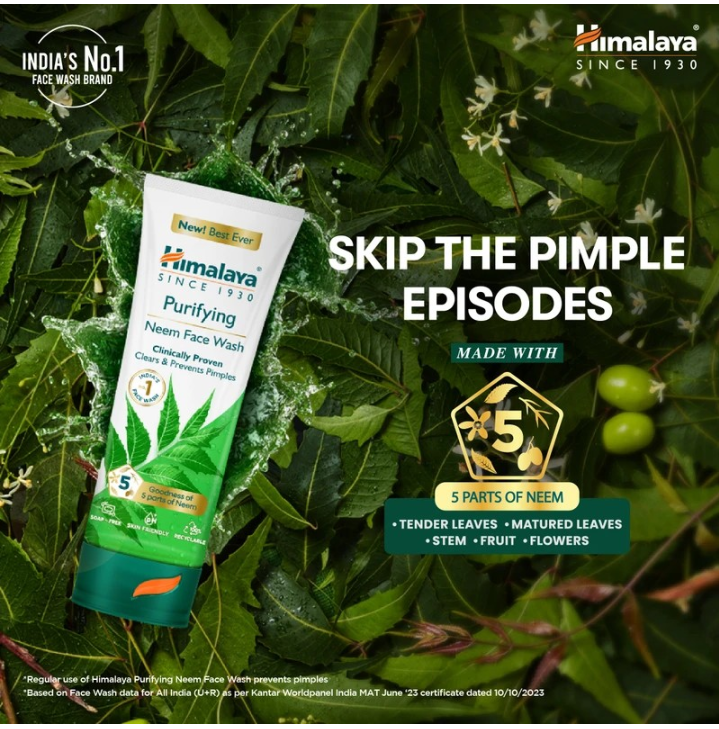 INDIA'S No.1
FACE WASH BRAND
Himalaya®
SINCE 1930
New! Best Ever
Himalaya®
SINCE 1930
Purifying
Neem Face Wash
Clinically Proven
Clears & Prevents Pimples
INDIA'S
No 1
FACE WASH
5
Goodness of
5 parts of Neem
SOAP - FREE
SKIN FRIENDLY
RECYCLABLE
SKIP THE PIMPLE
EPISODES
MADE WITH
5
5 PARTS OF NEEM
• TENDER LEAVES • MATURED LEAVES
• STEM • FRUIT • FLOWERS
*Regular use of Himalaya Purifying Neem Face Wash prevents pimples
*Based on Face Wash data for All India (U+R) as per Kantar Worldpanel India MAT June '23 certificate dated 10/10/2023